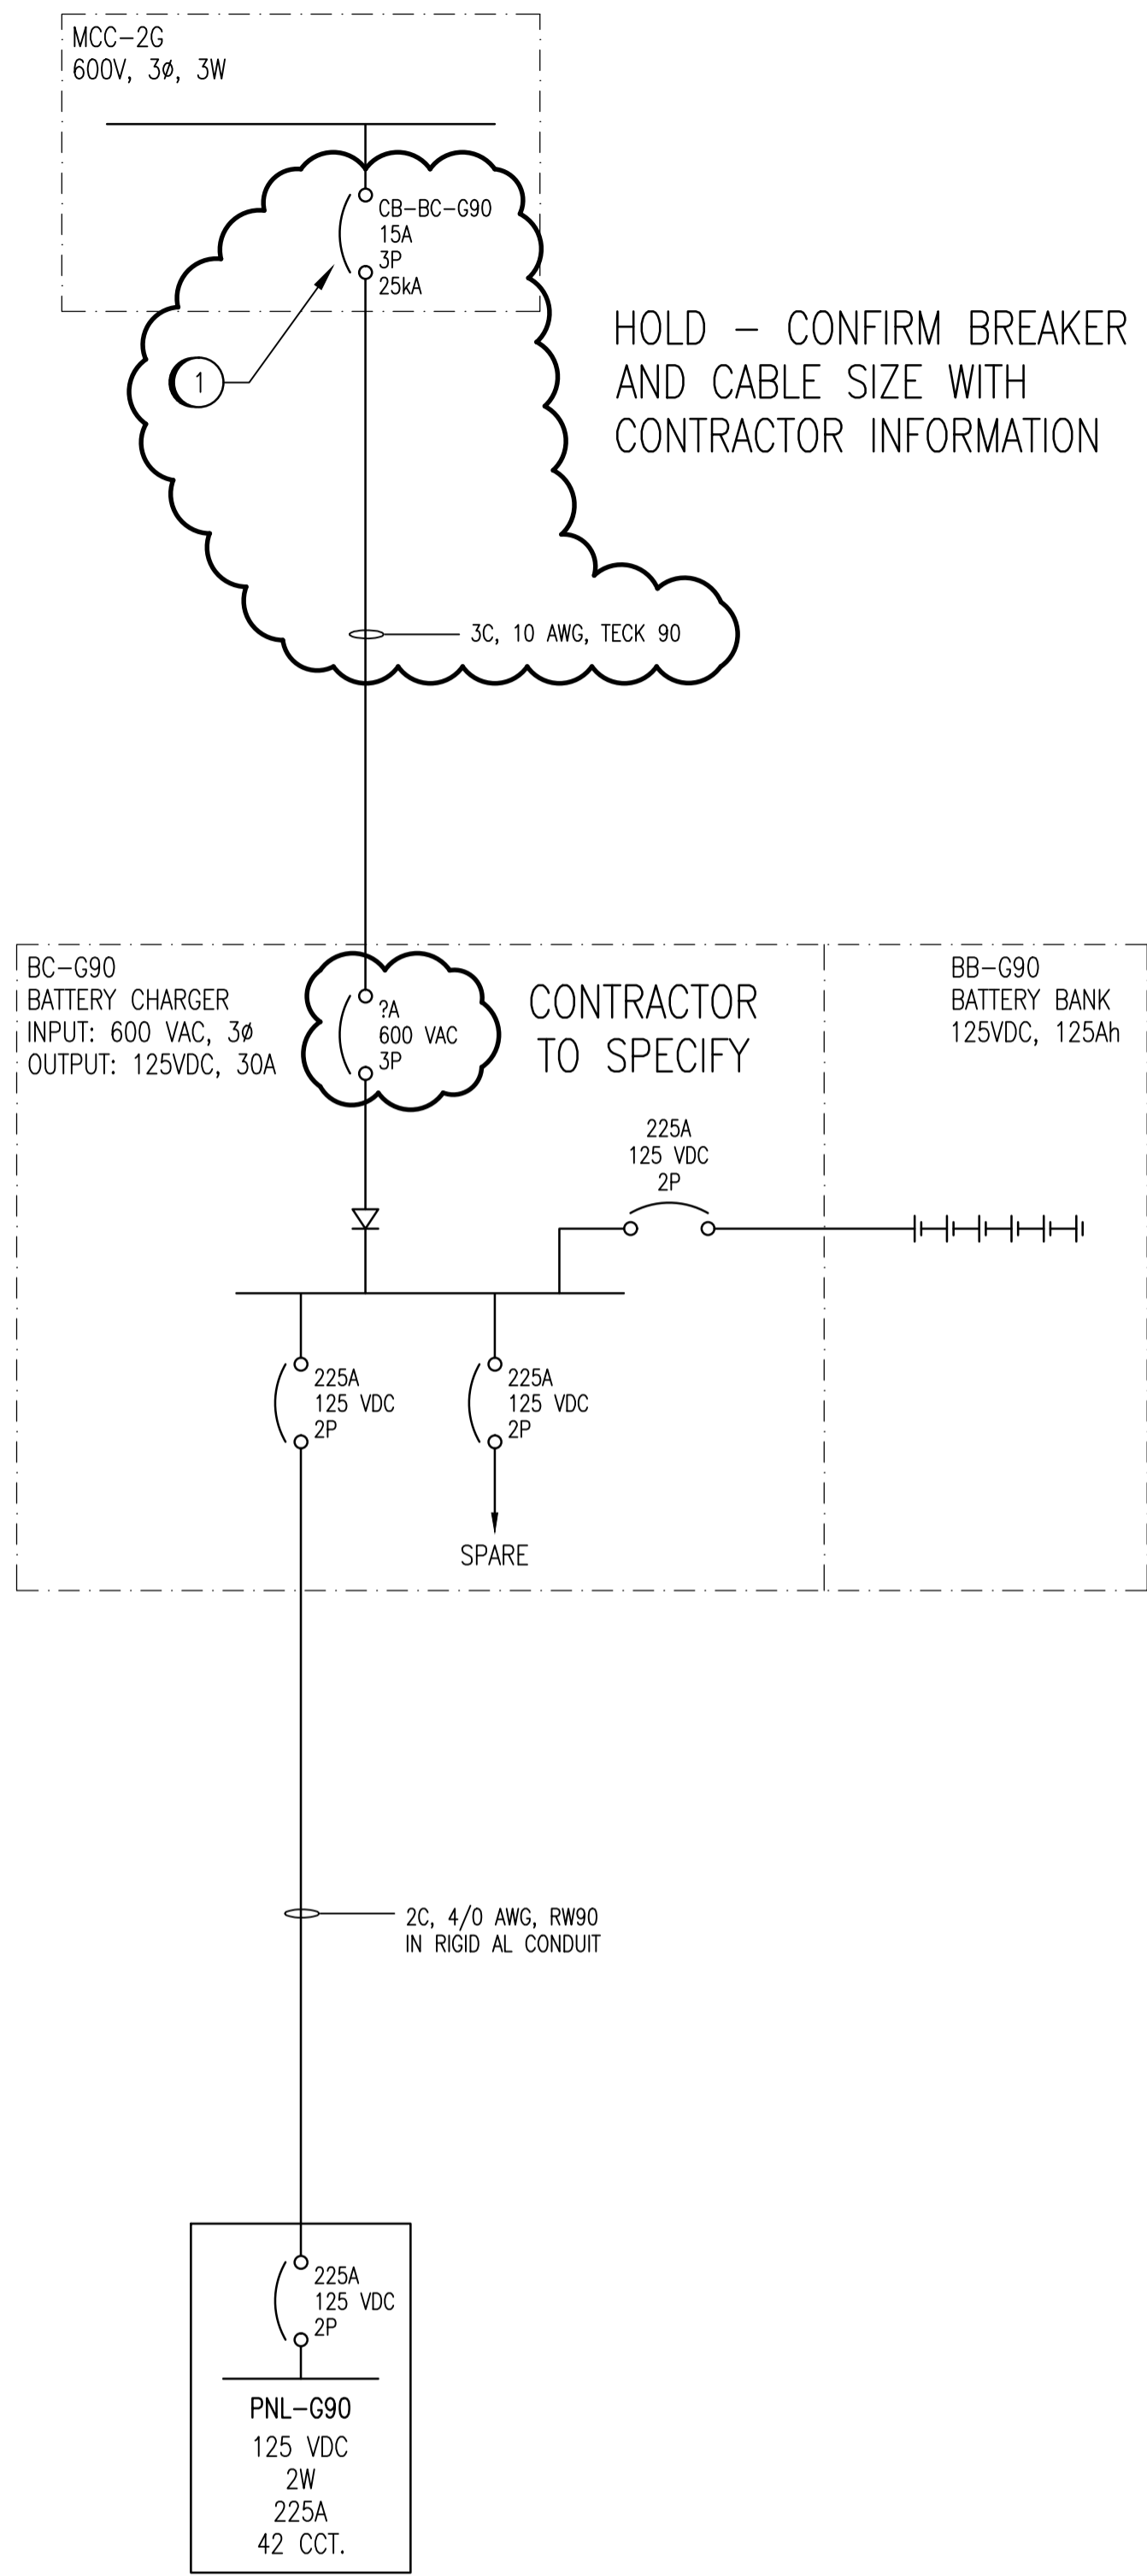 MCC-2G
600V, 3ø, 3W
CB-BC-G90
15A
3P
25kA
1
HOLD - CONFIRM BREAKER
AND CABLE SIZE WITH
CONTRACTOR INFORMATION
3C, 10 AWG, TECK 90
BC-G90
BATTERY CHARGER
INPUT: 600 VAC, 3ø
OUTPUT: 125VDC, 30A
?A
600 VAC
3P
CONTRACTOR
TO SPECIFY
BB-G90
BATTERY BANK
125VDC, 125Ah
225A
125 VDC
2P
225A
125 VDC
2P
225A
125 VDC
2P
SPARE
2C, 4/0 AWG, RW90
IN RIGID AL CONDUIT
225A
125 VDC
2P
PNL-G90
125 VDC
2W
225A
42 CCT.